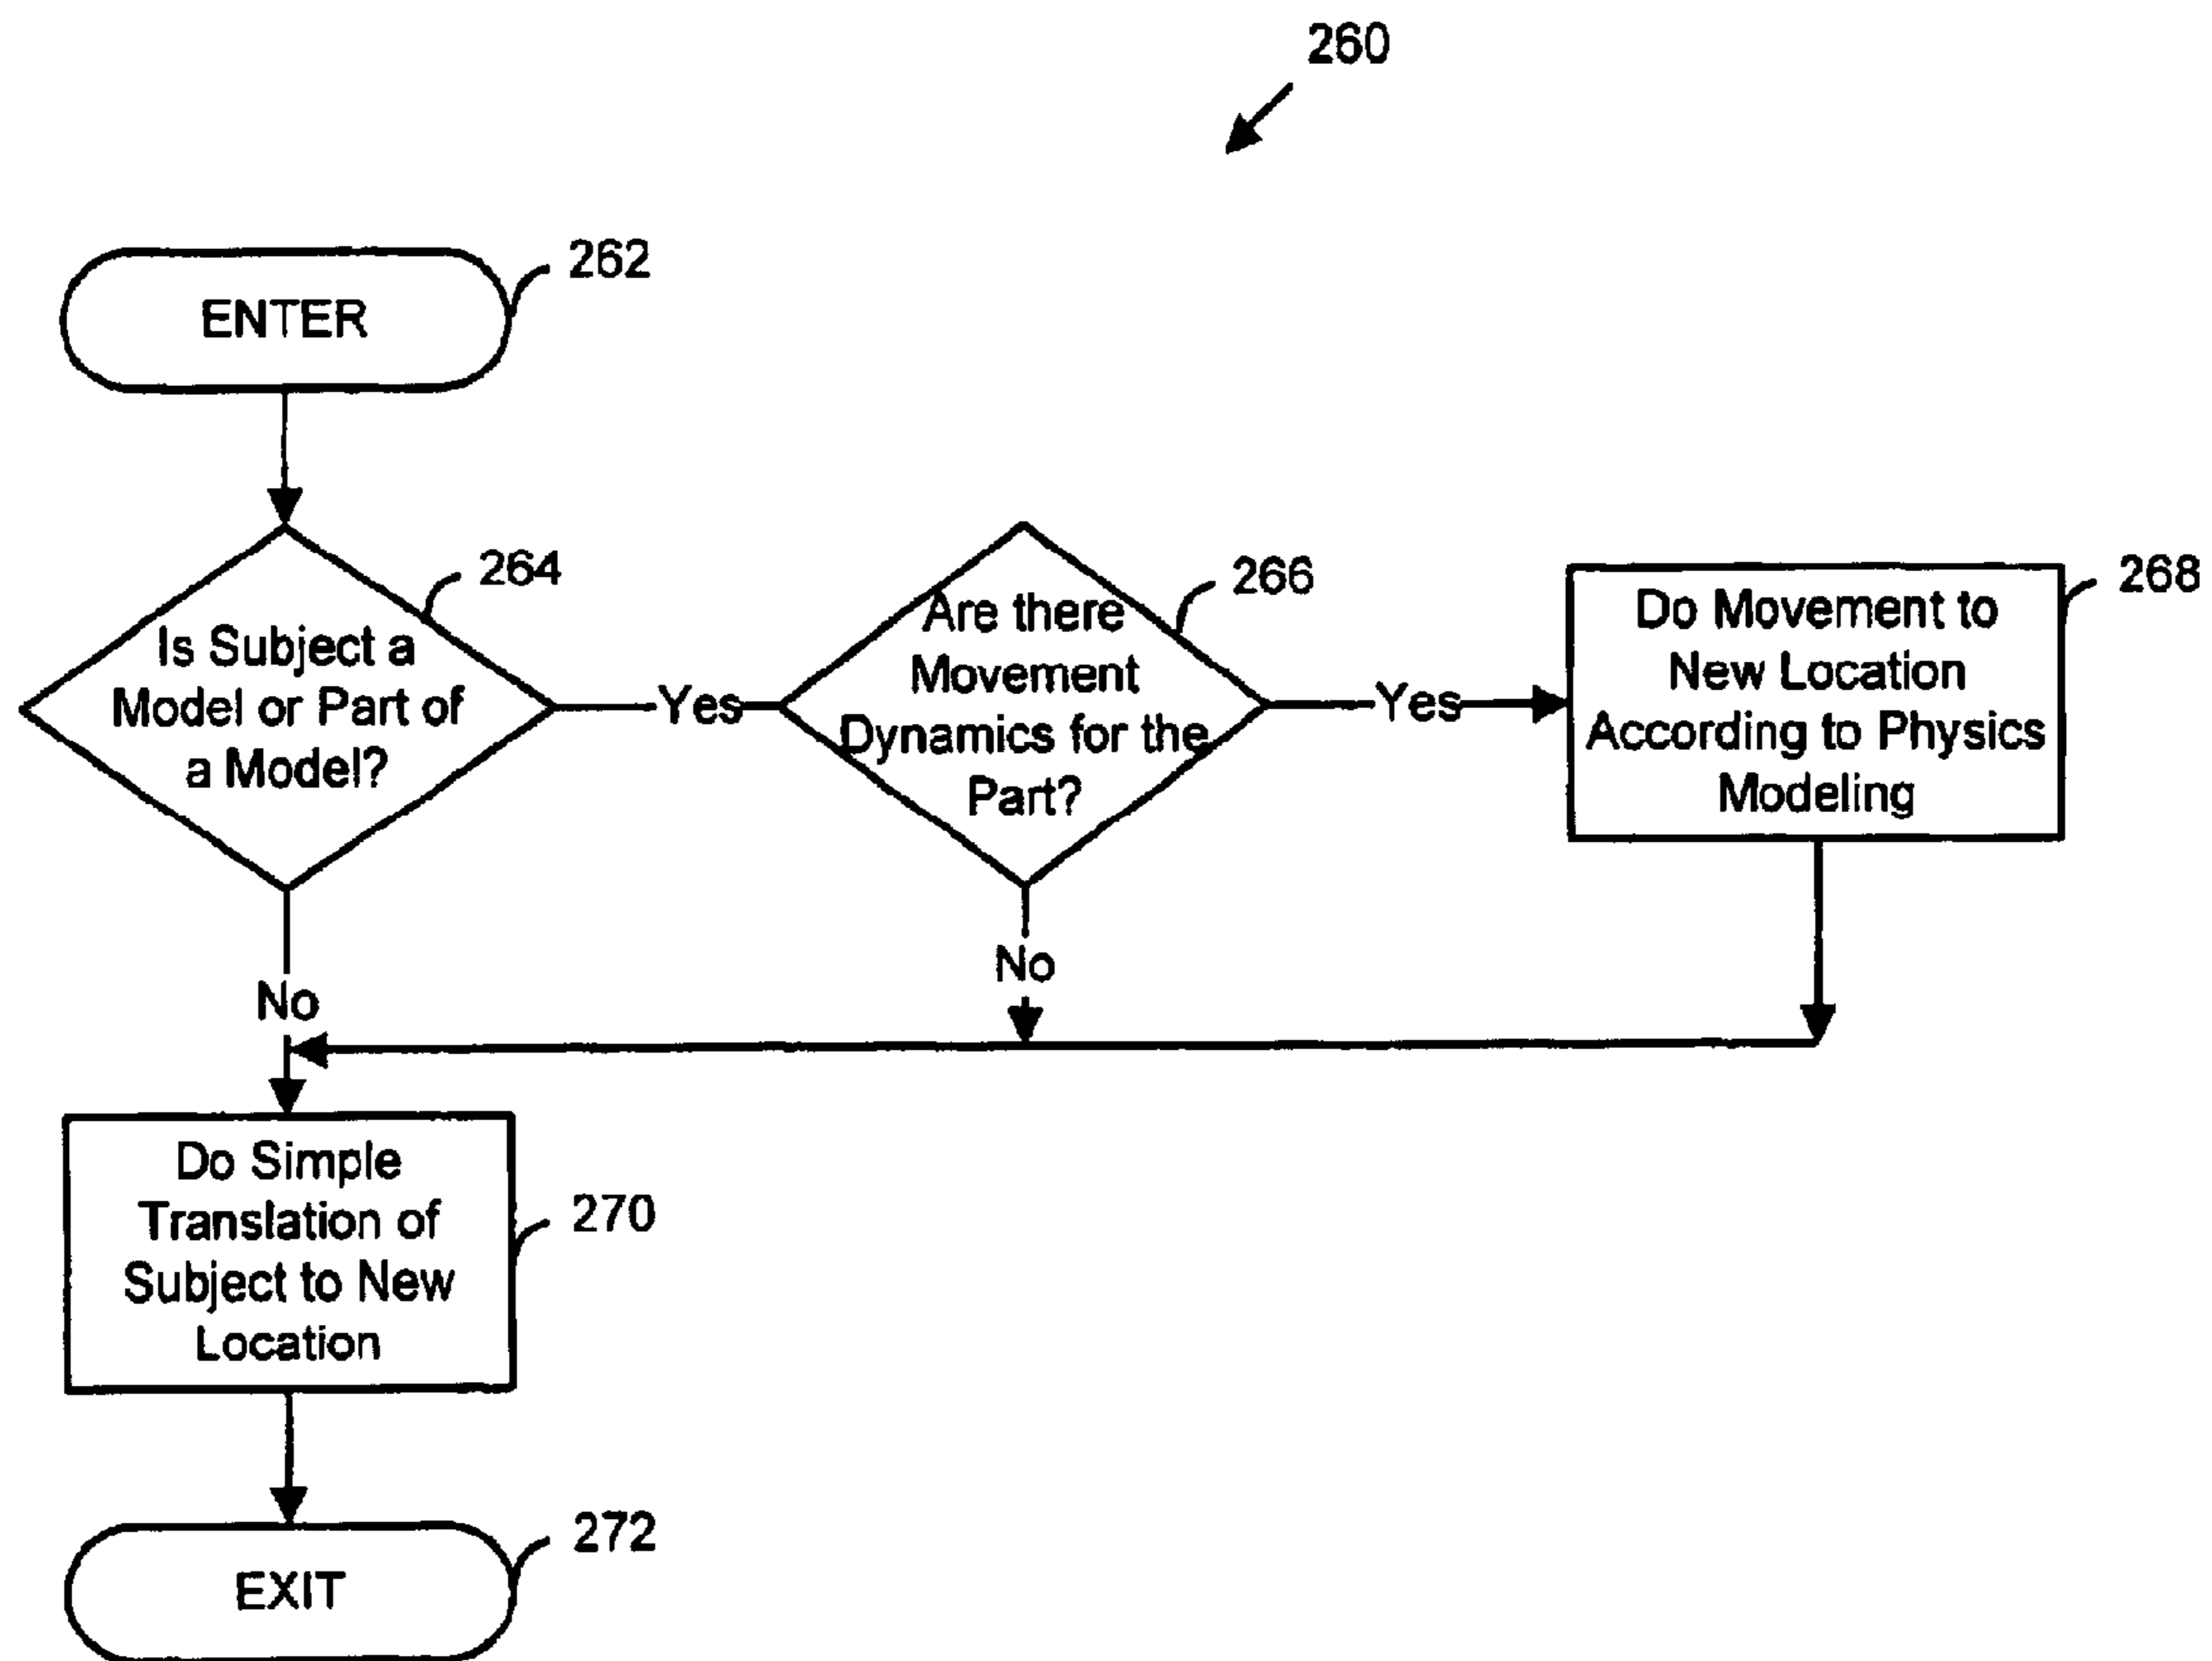 260
262
ENTER
264
Is Subject a
Model or Part of
a Model?
Yes
266
Are there
Movement
Dynamics for the
Part?
Yes
268
Do Movement to
New Location
According to Physics
Modeling
No
No
Do Simple
Translation of
Subject to New
Location
270
272
EXIT